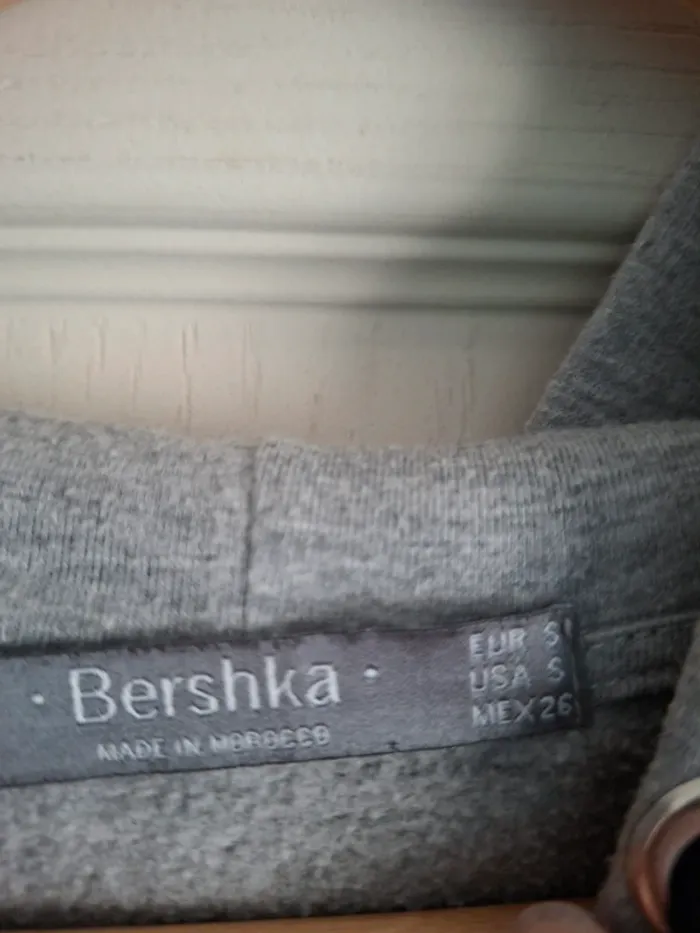 · Bershka ·
MADE IN MOROCCO
EUR S
USA S
MEX 26